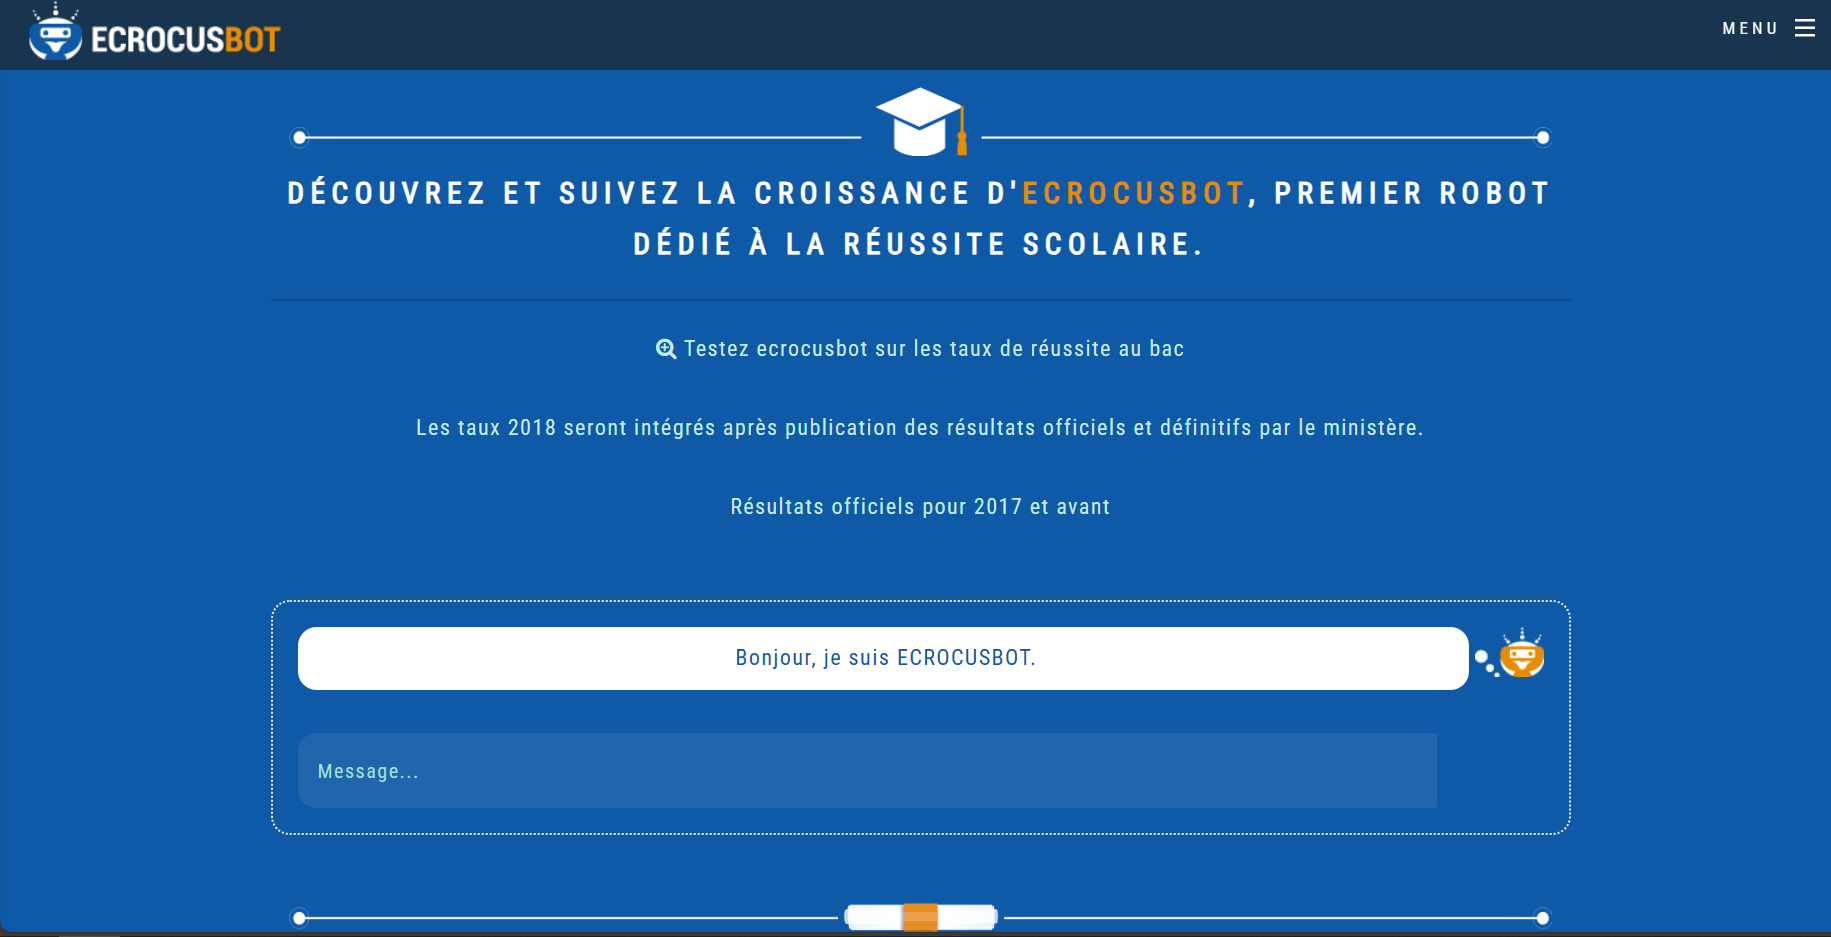 ECROCUSBOT
MENU
DÉCOUVREZ ET SUIVEZ LA CROISSANCE D'ECROCUSBOT, PREMIER ROBOT
DÉDIÉ À LA RÉUSSITE SCOLAIRE.
Testez ecrocusbot sur les taux de réussite au bac
Les taux 2018 seront intégrés après publication des résultats officiels et définitifs par le ministère.
Résultats officiels pour 2017 et avant
Bonjour, je suis ECROCUSBOT.
Message...